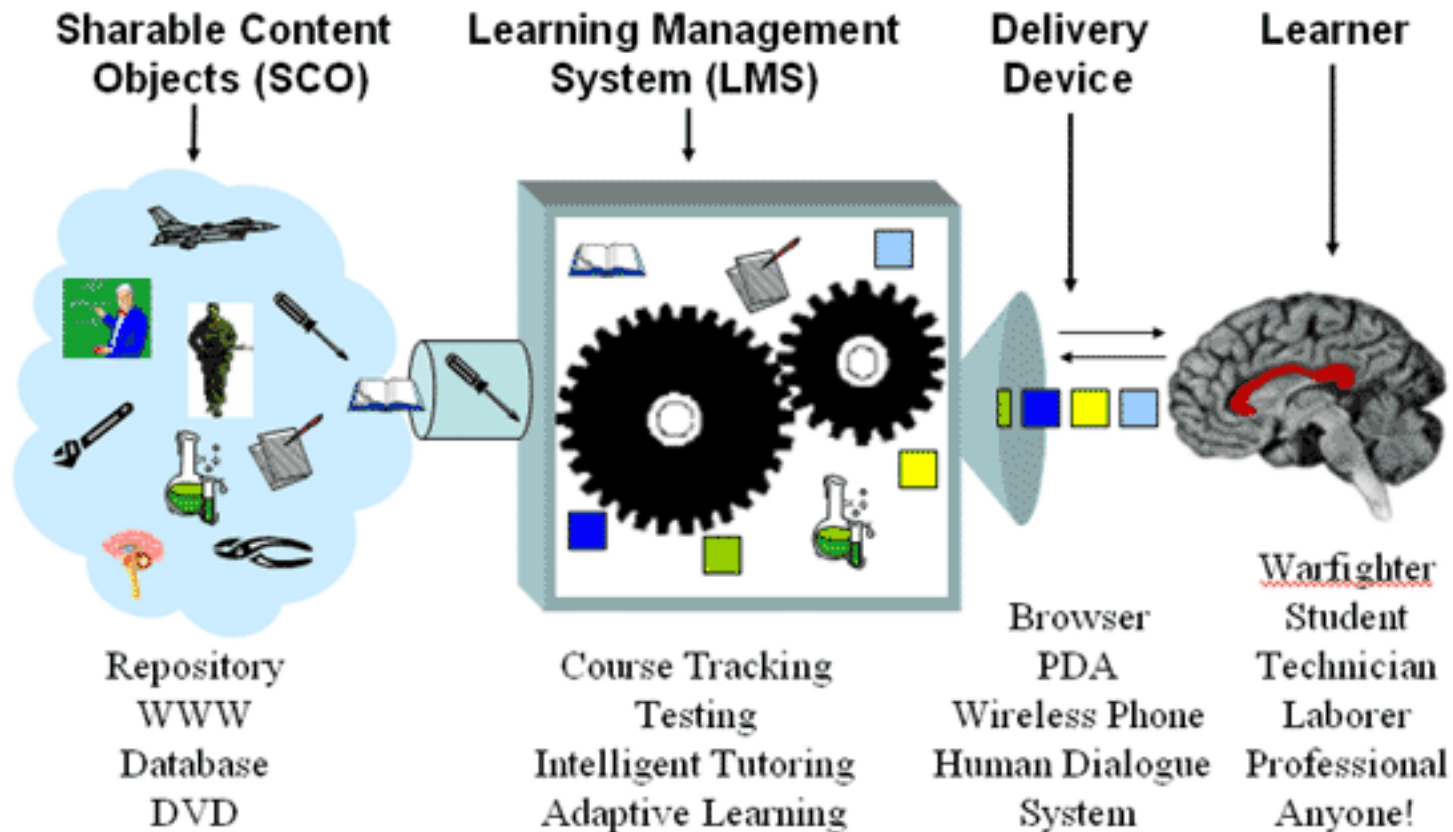 Sharable Content
Objects (SCO)
Learning Management
System (LMS)
Delivery
Device
Learner
Repository
WWW
Database
DVD
Course Tracking
Testing
Intelligent Tutoring
Adaptive Learning
Browser
PDA
Wireless Phone
Human Dialogue
System
Warfighter
Student
Technician
Laborer
Professional
Anyone!